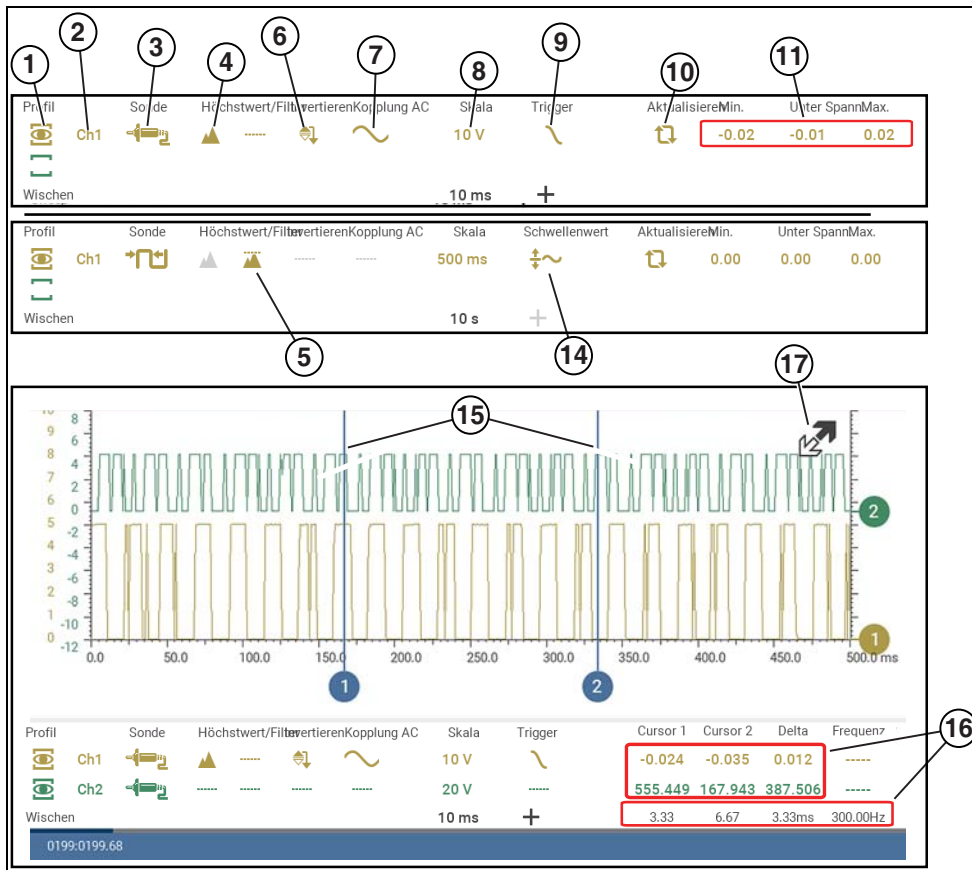 1 2 3 4 6 7 8 9 10 11
Profil Sonde Höchstwert/Filter Invertieren Kopplung AC Skala Trigger Aktualisieren Min. Unter Spann Max.
Ch1 ------ 10 V -0.02 -0.01 0.02
Wischen 10 ms +
Profil Sonde Höchstwert/Filter Invertieren Kopplung AC Skala Schwellenwert Aktualisieren Min. Unter Spann Max.
Ch1 ------ ------ 500 ms 0.00 0.00 0.00
Wischen 10 s +
5 14 17
15
10 9 8 7 6 5 4 3 2 1 0
8 6 4 2 0 -2 -4 -6 -8 -10 -12
2
1
0.0 50.0 100.0 150.0 200.0 250.0 300.0 350.0 400.0 450.0 500.0 ms
1 2
16
Profil Sonde Höchstwert/Filter Invertieren Kopplung AC Skala Trigger Cursor 1 Cursor 2 Delta Frequenz
Ch1 ------ 10 V -0.024 -0.035 0.012 -----
Ch2 ------ ------ ------ ------ 20 V ------ 555.449 167.943 387.506 -----
Wischen 10 ms + 3.33 6.67 3.33ms 300.00Hz
0199:0199.68